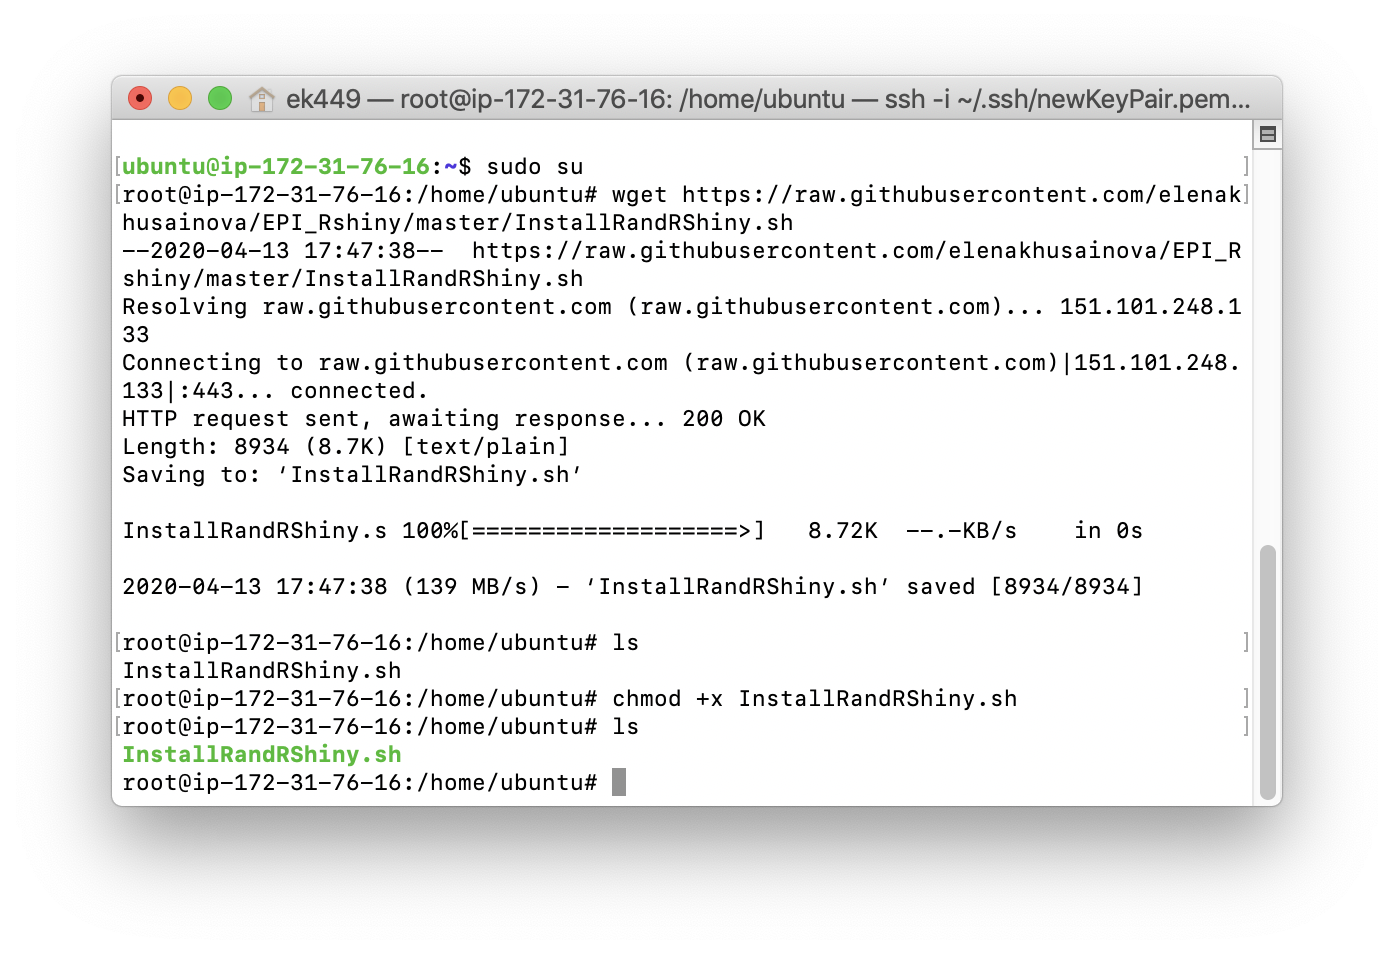 ek449 — root@ip-172-31-76-16: /home/ubuntu — ssh -i ~/.ssh/newKeyPair.pem...
[ubuntu@ip-172-31-76-16:~$ sudo su ]
[root@ip-172-31-76-16:/home/ubuntu# wget https://raw.githubusercontent.com/elenak]
husainova/EPI_Rshiny/master/InstallRandRShiny.sh
--2020-04-13 17:47:38--  https://raw.githubusercontent.com/elenakhusainova/EPI_R
shiny/master/InstallRandRShiny.sh
Resolving raw.githubusercontent.com (raw.githubusercontent.com)... 151.101.248.1
33
Connecting to raw.githubusercontent.com (raw.githubusercontent.com)|151.101.248.
133|:443... connected.
HTTP request sent, awaiting response... 200 OK
Length: 8934 (8.7K) [text/plain]
Saving to: ‘InstallRandRShiny.sh’
InstallRandRShiny.s 100%[===================>]   8.72K  --.-KB/s    in 0s
2020-04-13 17:47:38 (139 MB/s) - ‘InstallRandRShiny.sh’ saved [8934/8934]
[root@ip-172-31-76-16:/home/ubuntu# ls ]
InstallRandRShiny.sh
[root@ip-172-31-76-16:/home/ubuntu# chmod +x InstallRandRShiny.sh ]
[root@ip-172-31-76-16:/home/ubuntu# ls ]
InstallRandRShiny.sh
root@ip-172-31-76-16:/home/ubuntu#